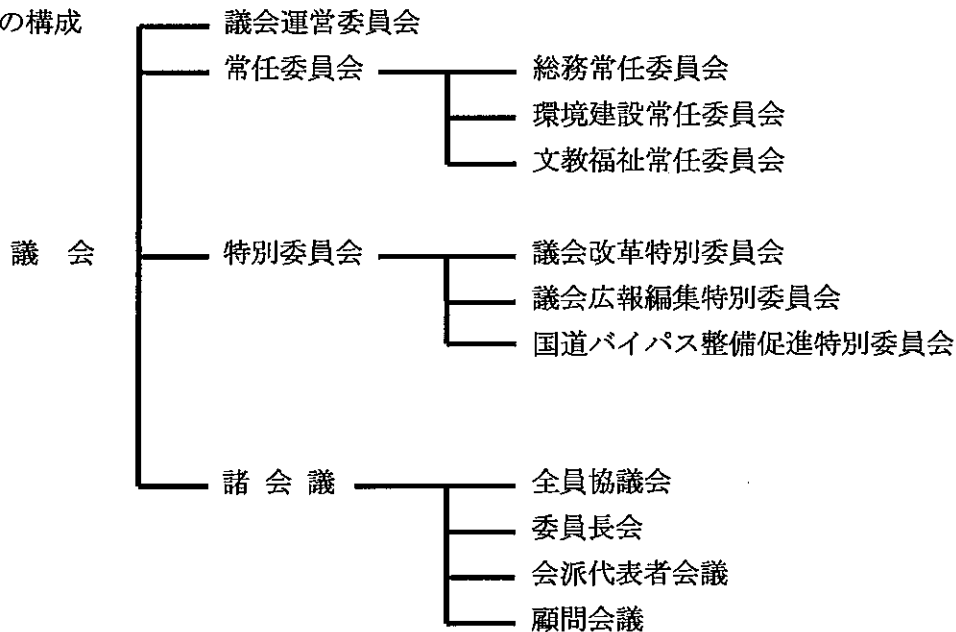 の構成
議会運営委員会
常任委員会
総務常任委員会
環境建設常任委員会
文教福祉常任委員会
議 会
特別委員会
議会改革特別委員会
議会広報編集特別委員会
国道バイパス整備促進特別委員会
諸 会 議
全員協議会
委員長会
会派代表者会議
顧問会議